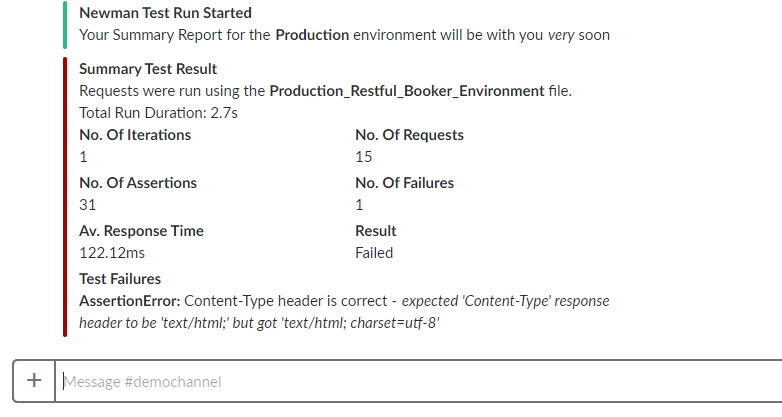 Newman Test Run Started
Your Summary Report for the Production environment will be with you very soon
Summary Test Result
Requests were run using the Production_Restful_Booker_Environment file.
Total Run Duration: 2.7s
No. Of Iterations
No. Of Requests
1
15
No. Of Assertions
No. Of Failures
31
1
Av. Response Time
Result
122.12ms
Failed
Test Failures
AssertionError: Content-Type header is correct - expected 'Content-Type' response
header to be 'text/html;' but got 'text/html; charset=utf-8'
+
Message #demochannel